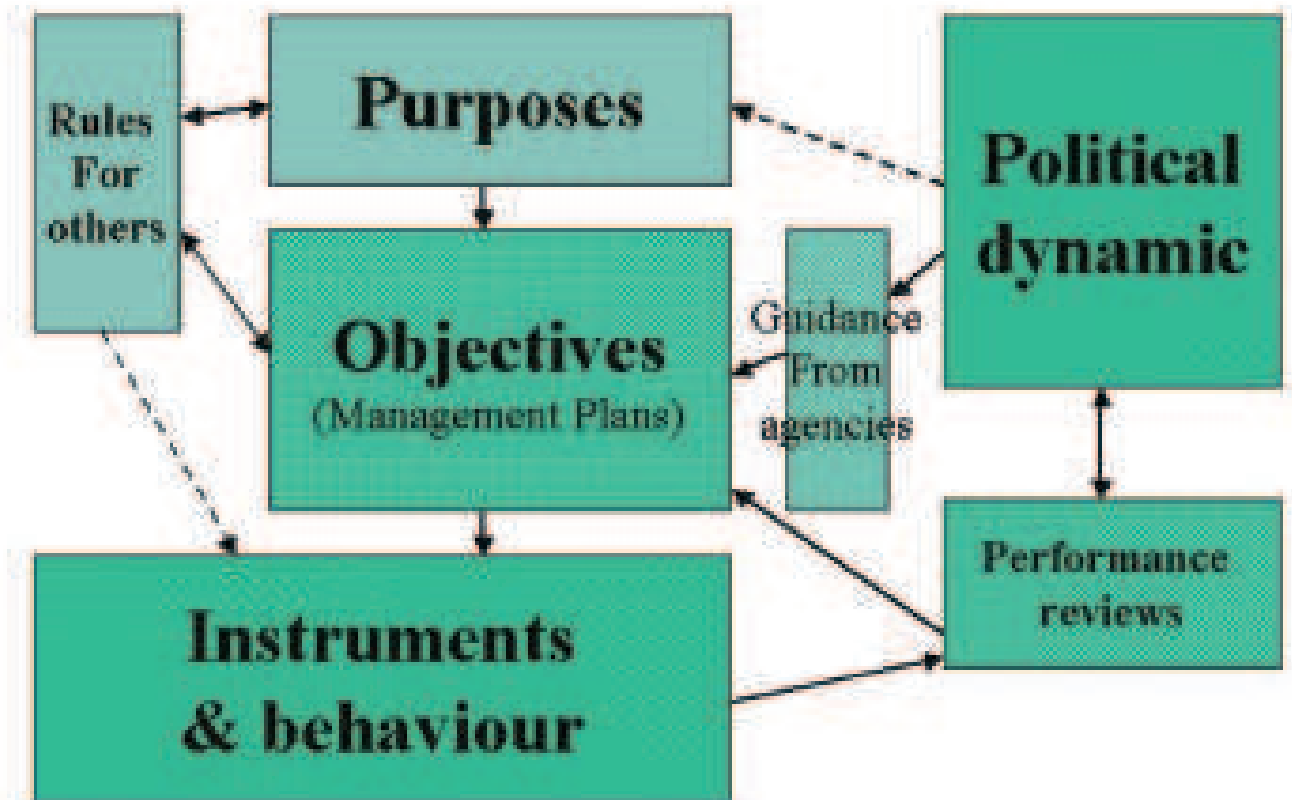 Rules
For
others
Purposes
Political
dynamic
Objectives
(Management Plans)
Guidance
From
agencies
Performance
reviews
Instruments
& behaviour